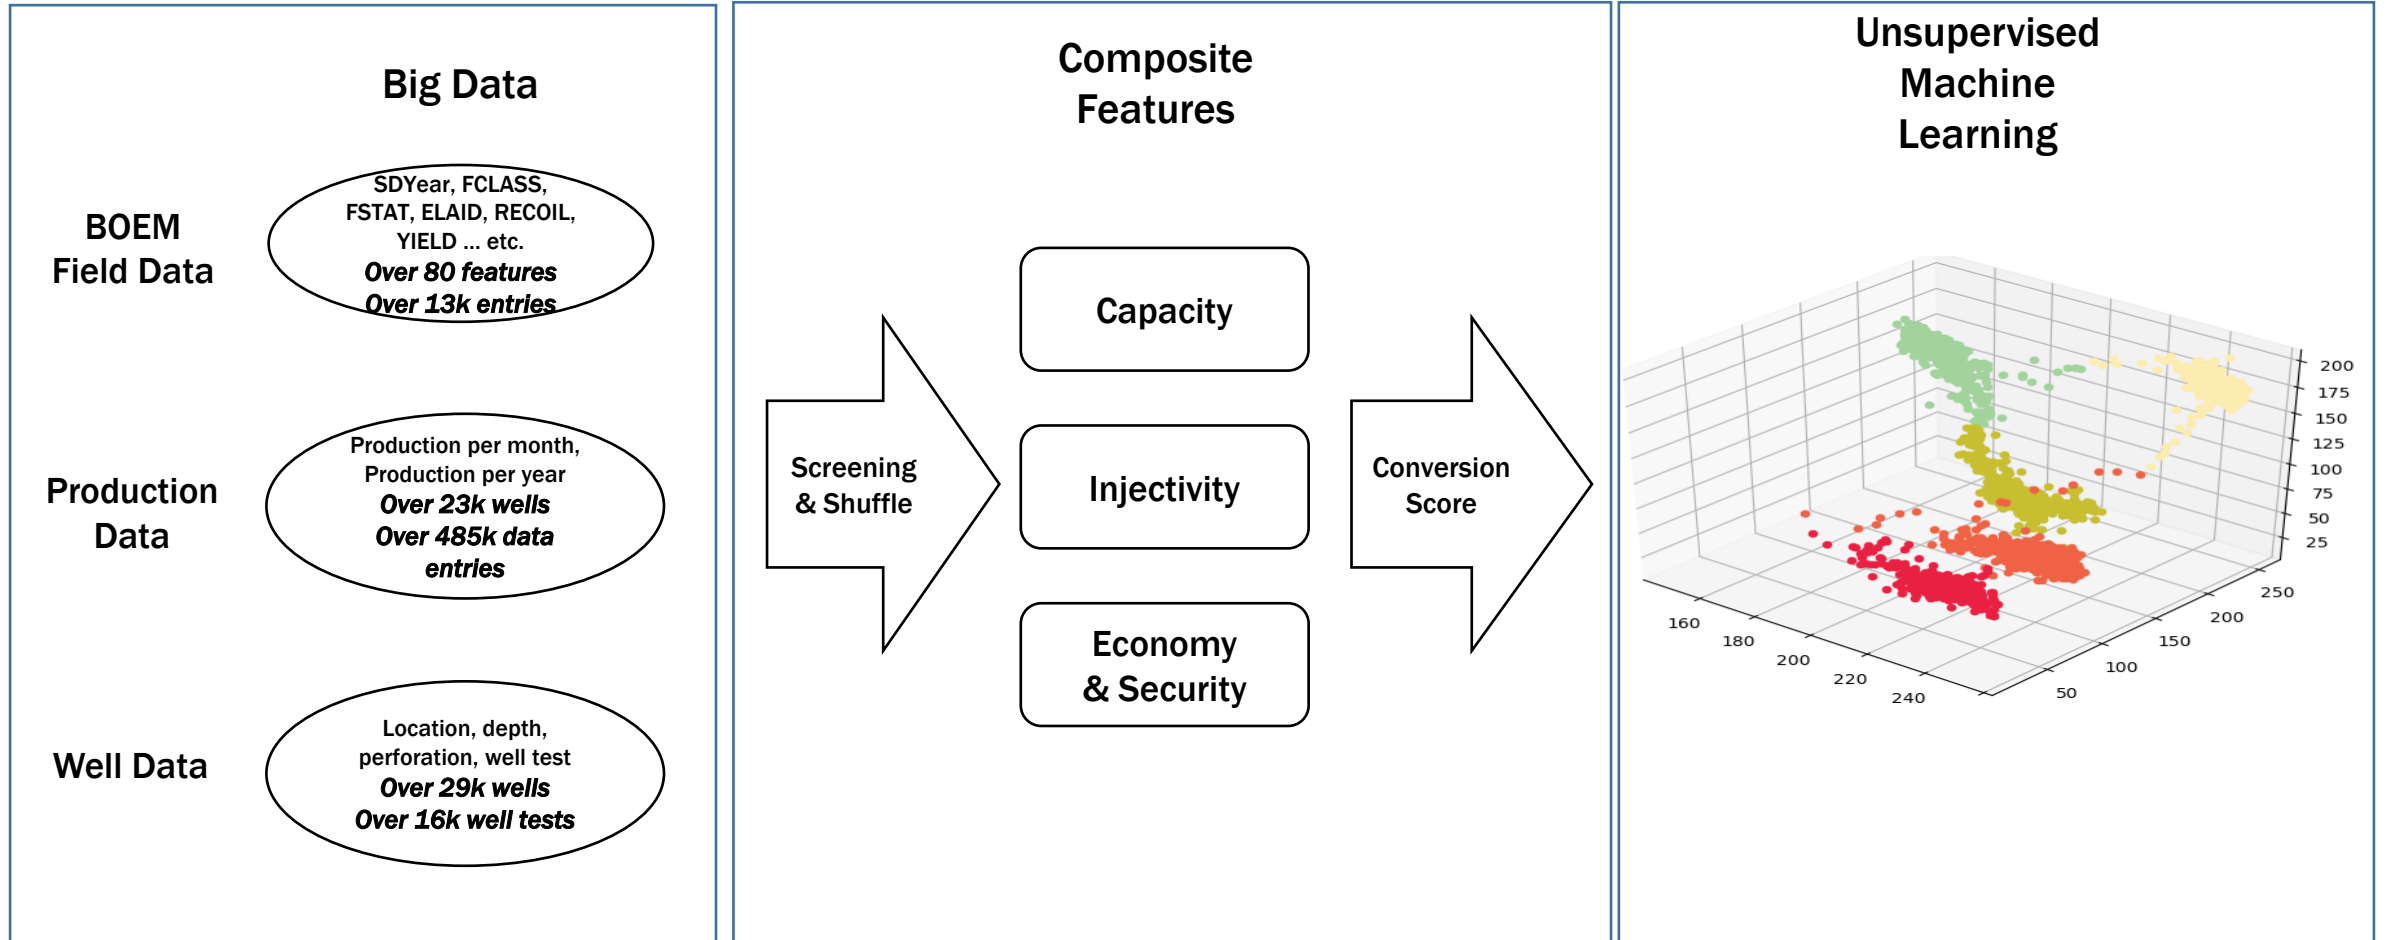 Big Data
BOEM
Field Data
SDYear, FCLASS,
FSTAT, ELAID, RECOIL,
YIELD ... etc.
Over 80 features
Over 13k entries
Production
Data
Production per month,
Production per year
Over 23k wells
Over 485k data
entries
Well Data
Location, depth,
perforation, well test
Over 29k wells
Over 16k well tests
Composite
Features
Screening
& Shuffle
Capacity
Injectivity
Economy
& Security
Conversion
Score
Unsupervised
Machine
Learning
200
175
150
125
100
75
50
25
160
180
200
220
240
50
100
150
200
250